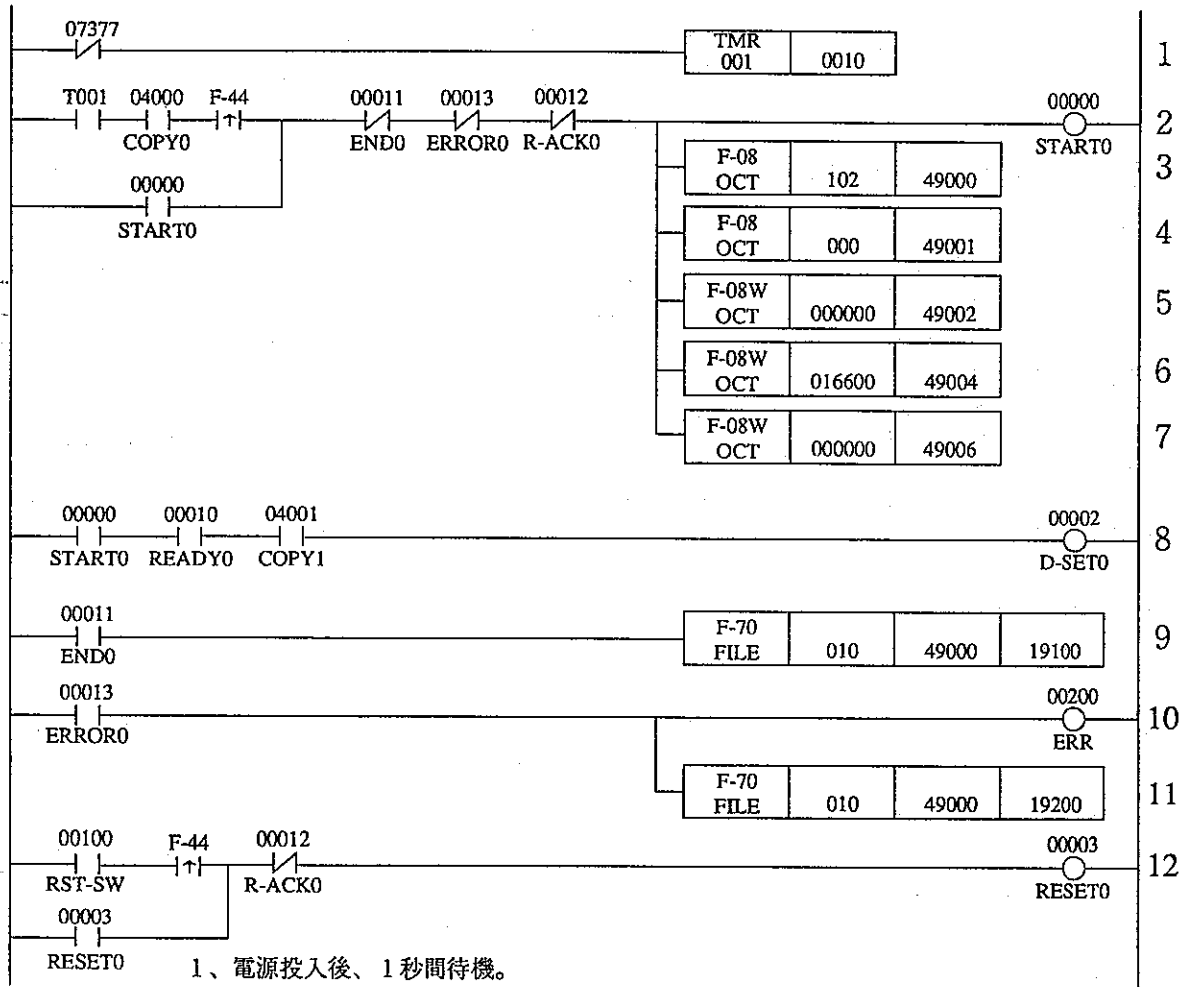 07377
TMR
001 0010 1
T001 04000 F-44 00011 00013 00012 00000
↑ 2
COPY0 END0 ERROR0 R-ACK0 START0
F-08
OCT 102 49000 3
00000
START0
F-08
OCT 000 49001 4
F-08W
OCT 000000 49002 5
F-08W
OCT 016600 49004 6
F-08W
OCT 000000 49006 7
00000 00010 04001 00002
8
START0 READY0 COPY1 D-SET0
00011
END0
F-70
FILE 010 49000 19100 9
00013 00200
10
ERROR0 ERR
F-70
FILE 010 49000 19200 11
00100 F-44 00012 00003
↑ 12
RST-SW R-ACK0 RESET0
00003
RESET0
1、電源投入後、1秒間待機。